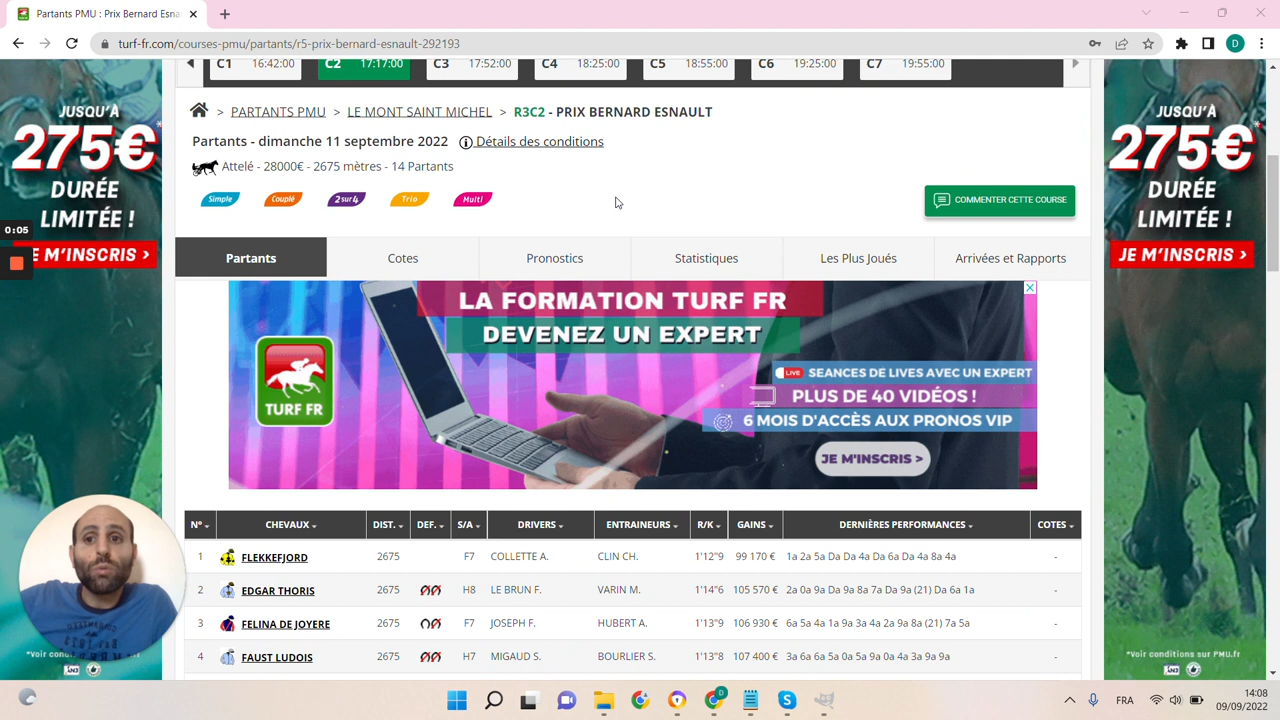 Partants PMU : Prix Bernard Esna
turf-fr.com/courses-pmu/partants/r5-prix-bernard-esnault-292193
D
C1 16:42:00 C2 17:17:00 C3 17:52:00 C4 18:25:00 C5 18:55:00 C6 19:25:00 C7 19:55:00
> PARTANTS PMU > LE MONT SAINT MICHEL > R3C2 - PRIX BERNARD ESNAULT
Partants - dimanche 11 septembre 2022 Détails des conditions
Attelé - 28000€ - 2675 mètres - 14 Partants
Simple Couplé 2sur4 Trio Multi
COMMENTER CETTE COURSE
JUSQU'À
275€*
DURÉE
LIMITÉE !
JE M'INSCRIS >
0:05
JUSQU'À
275€*
DURÉE
LIMITÉE !
JE M'INSCRIS >
Partants Cotes Pronostics Statistiques Les Plus Joués Arrivées et Rapports
LA FORMATION TURF FR
DEVENEZ UN EXPERT
TURF FR
LIVE SEANCES DE LIVES AVEC UN EXPERT
PLUS DE 40 VIDÉOS !
6 MOIS D'ACCÈS AUX PRONOS VIP
JE M'INSCRIS >
N° CHEVAUX DIST. DEF. S/A DRIVERS ENTRAINEURS R/K GAINS DERNIÈRES PERFORMANCES COTES
1 FLEKKEFJORD 2675 F7 COLLETTE A. CLIN CH. 1'12"9 99 170 € 1a 2a 5a Da Da 4a Da 6a Da 4a 8a 4a -
2 EDGAR THORIS 2675 H8 LE BRUN F. VARIN M. 1'14"6 105 570 € 2a 0a 9a Da 9a 8a 7a Da 9a (21) Da 6a 1a -
3 FELINA DE JOYERE 2675 F7 JOSEPH F. HUBERT A. 1'13"9 106 930 € 0a 5a 4a 1a 9a 3a 4a 2a 9a 8a (21) 7a 5a -
4 FAUST LUDOIS 2675 H7 MIGAUD S. BOURLIER S. 1'13"8 107 400 € 3a 6a 6a 5a 0a 5a 9a 0a 4a 3a 9a 9a -
*Voir condi
*Voir conditions sur PMU.fr
FRA
14:08
09/09/2022